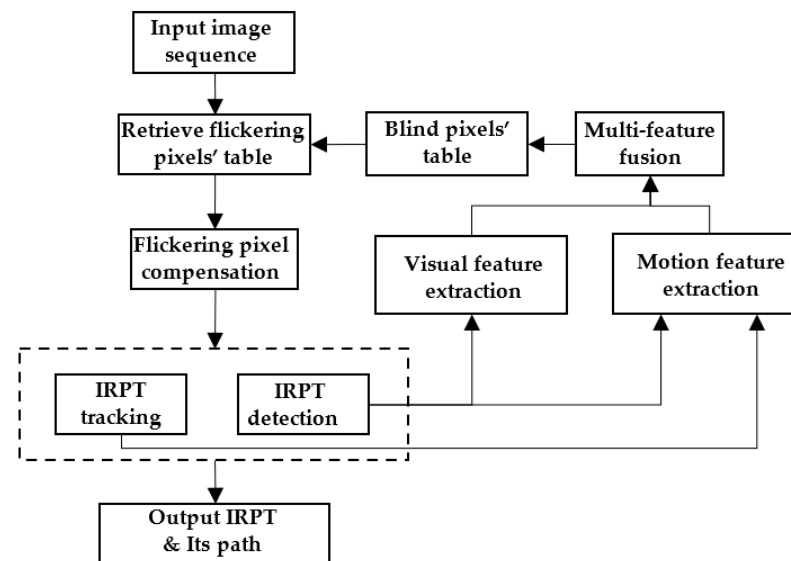 Input image
sequence
Retrieve flickering
pixels' table
Blind pixels'
table
Multi-feature
fusion
Flickering pixel
compensation
Visual feature
extraction
Motion feature
extraction
IRPT
tracking
IRPT
detection
Output IRPT
& Its path